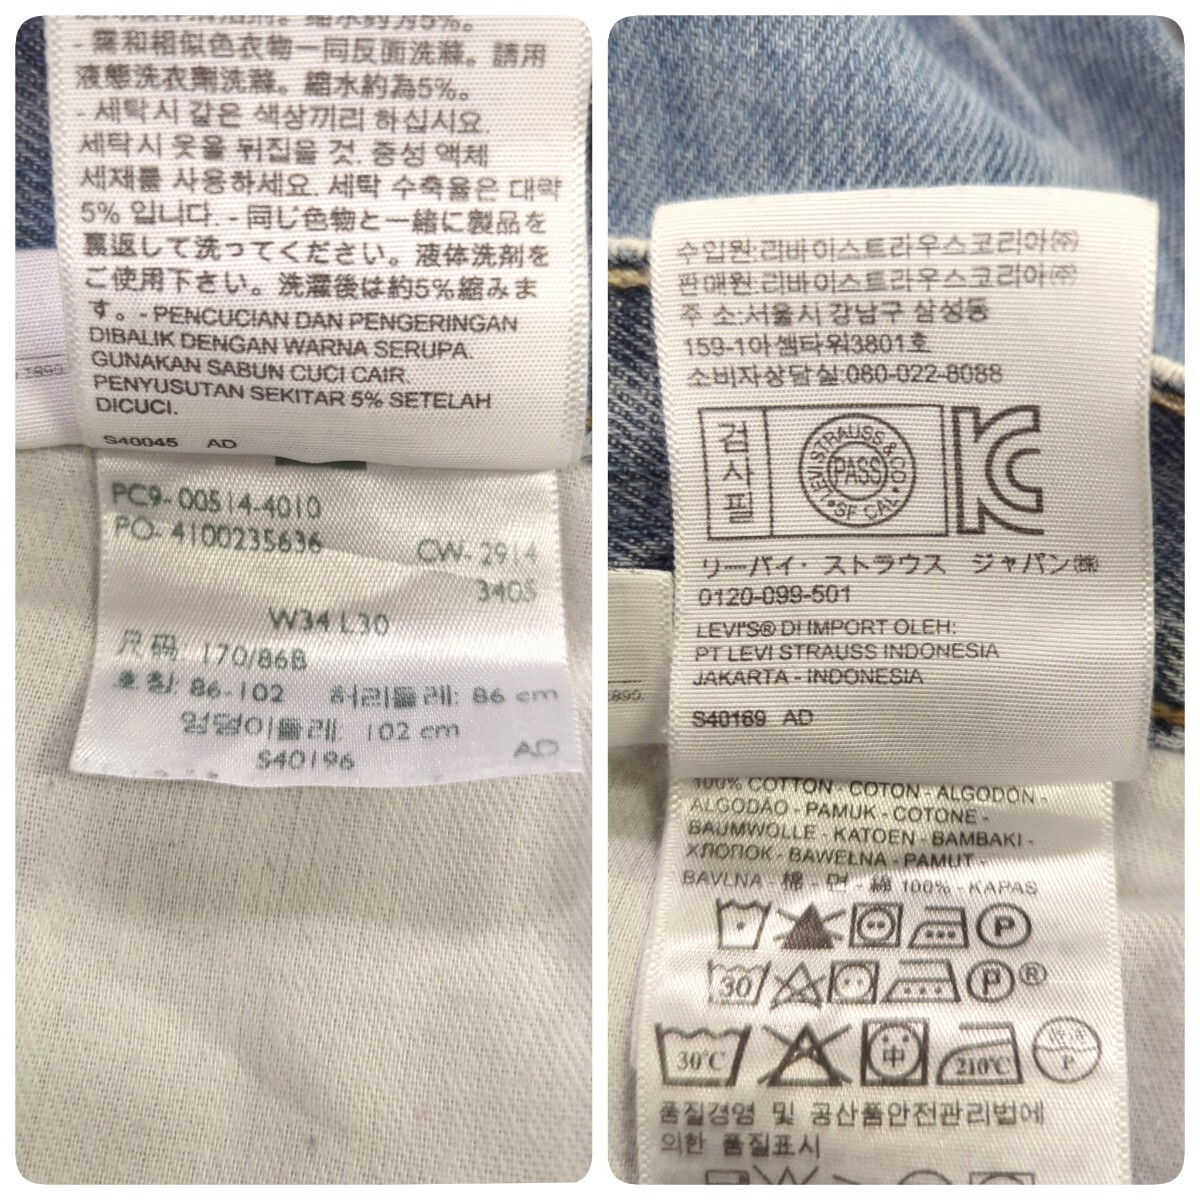 - 需和相似色衣物一同反面洗滌。請用
液態洗衣劑洗滌。縮水約為5%。
- 세탁시 같은 색상끼리 하십시요.
세탁시 옷을 뒤집을 것. 중성 액체
세재를 사용하세요. 세탁 수축율은 대략
5% 입니다. - 同じ色物と一緒に製品を
裏返して洗ってください。液体洗剤を
ご使用下さい。洗濯後は約5%縮みま
す。- PENCUCIAN DAN PENGERINGAN
DIBALIK DENGAN WARNA SERUPA.
GUNAKAN SABUN CUCI CAIR.
PENYUSUTAN SEKITAR 5% SETELAH
DICUCI.
S40045 AD
1890.
PC9- 00514-4010
PO- 4100235636
CW- 2914
3405
W34 L30
尺码: 170/86B
호칭: 86-102 허리둘레: 86 cm
엉덩이둘레: 102 cm
S40196 AD
수입원:리바이스트라우스코리아㈜
판매원:리바이스트라우스코리아㈜
주 소:서울시 강남구 삼성동
159-1아셈타워3801호
소비자상담실:080-022-8088
검사필
LEVI STRAUSS & CO
PASS
SF CAL
KC
リーバイ・ストラウス ジャパン㈱
0120-099-501
LEVI'S® DI IMPORT OLEH:
PT LEVI STRAUSS INDONESIA
JAKARTA - INDONESIA
S40169 AD
1890.
100% COTTON - COTON - ALGODÓN -
ALGODÃO - PAMUK - COTONE -
BAUMWOLLE - KATOEN - BAMBAKI -
ХЛОПОК - BAWEŁNA - PAMUT -
BAVLNA - 棉 - 면 - 綿 100% - KAPAS
P
30 P ®
30℃ 中 210℃ P
품질경영 및 공산품안전관리법에
의한 품질표시